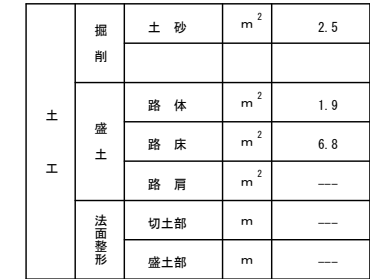 土工
掘削
土 砂 m² 2.5
盛土
路 体 m² 1.9
路 床 m² 6.8
路 肩 m² ---
法面整形
切土部 m ---
盛土部 m ---